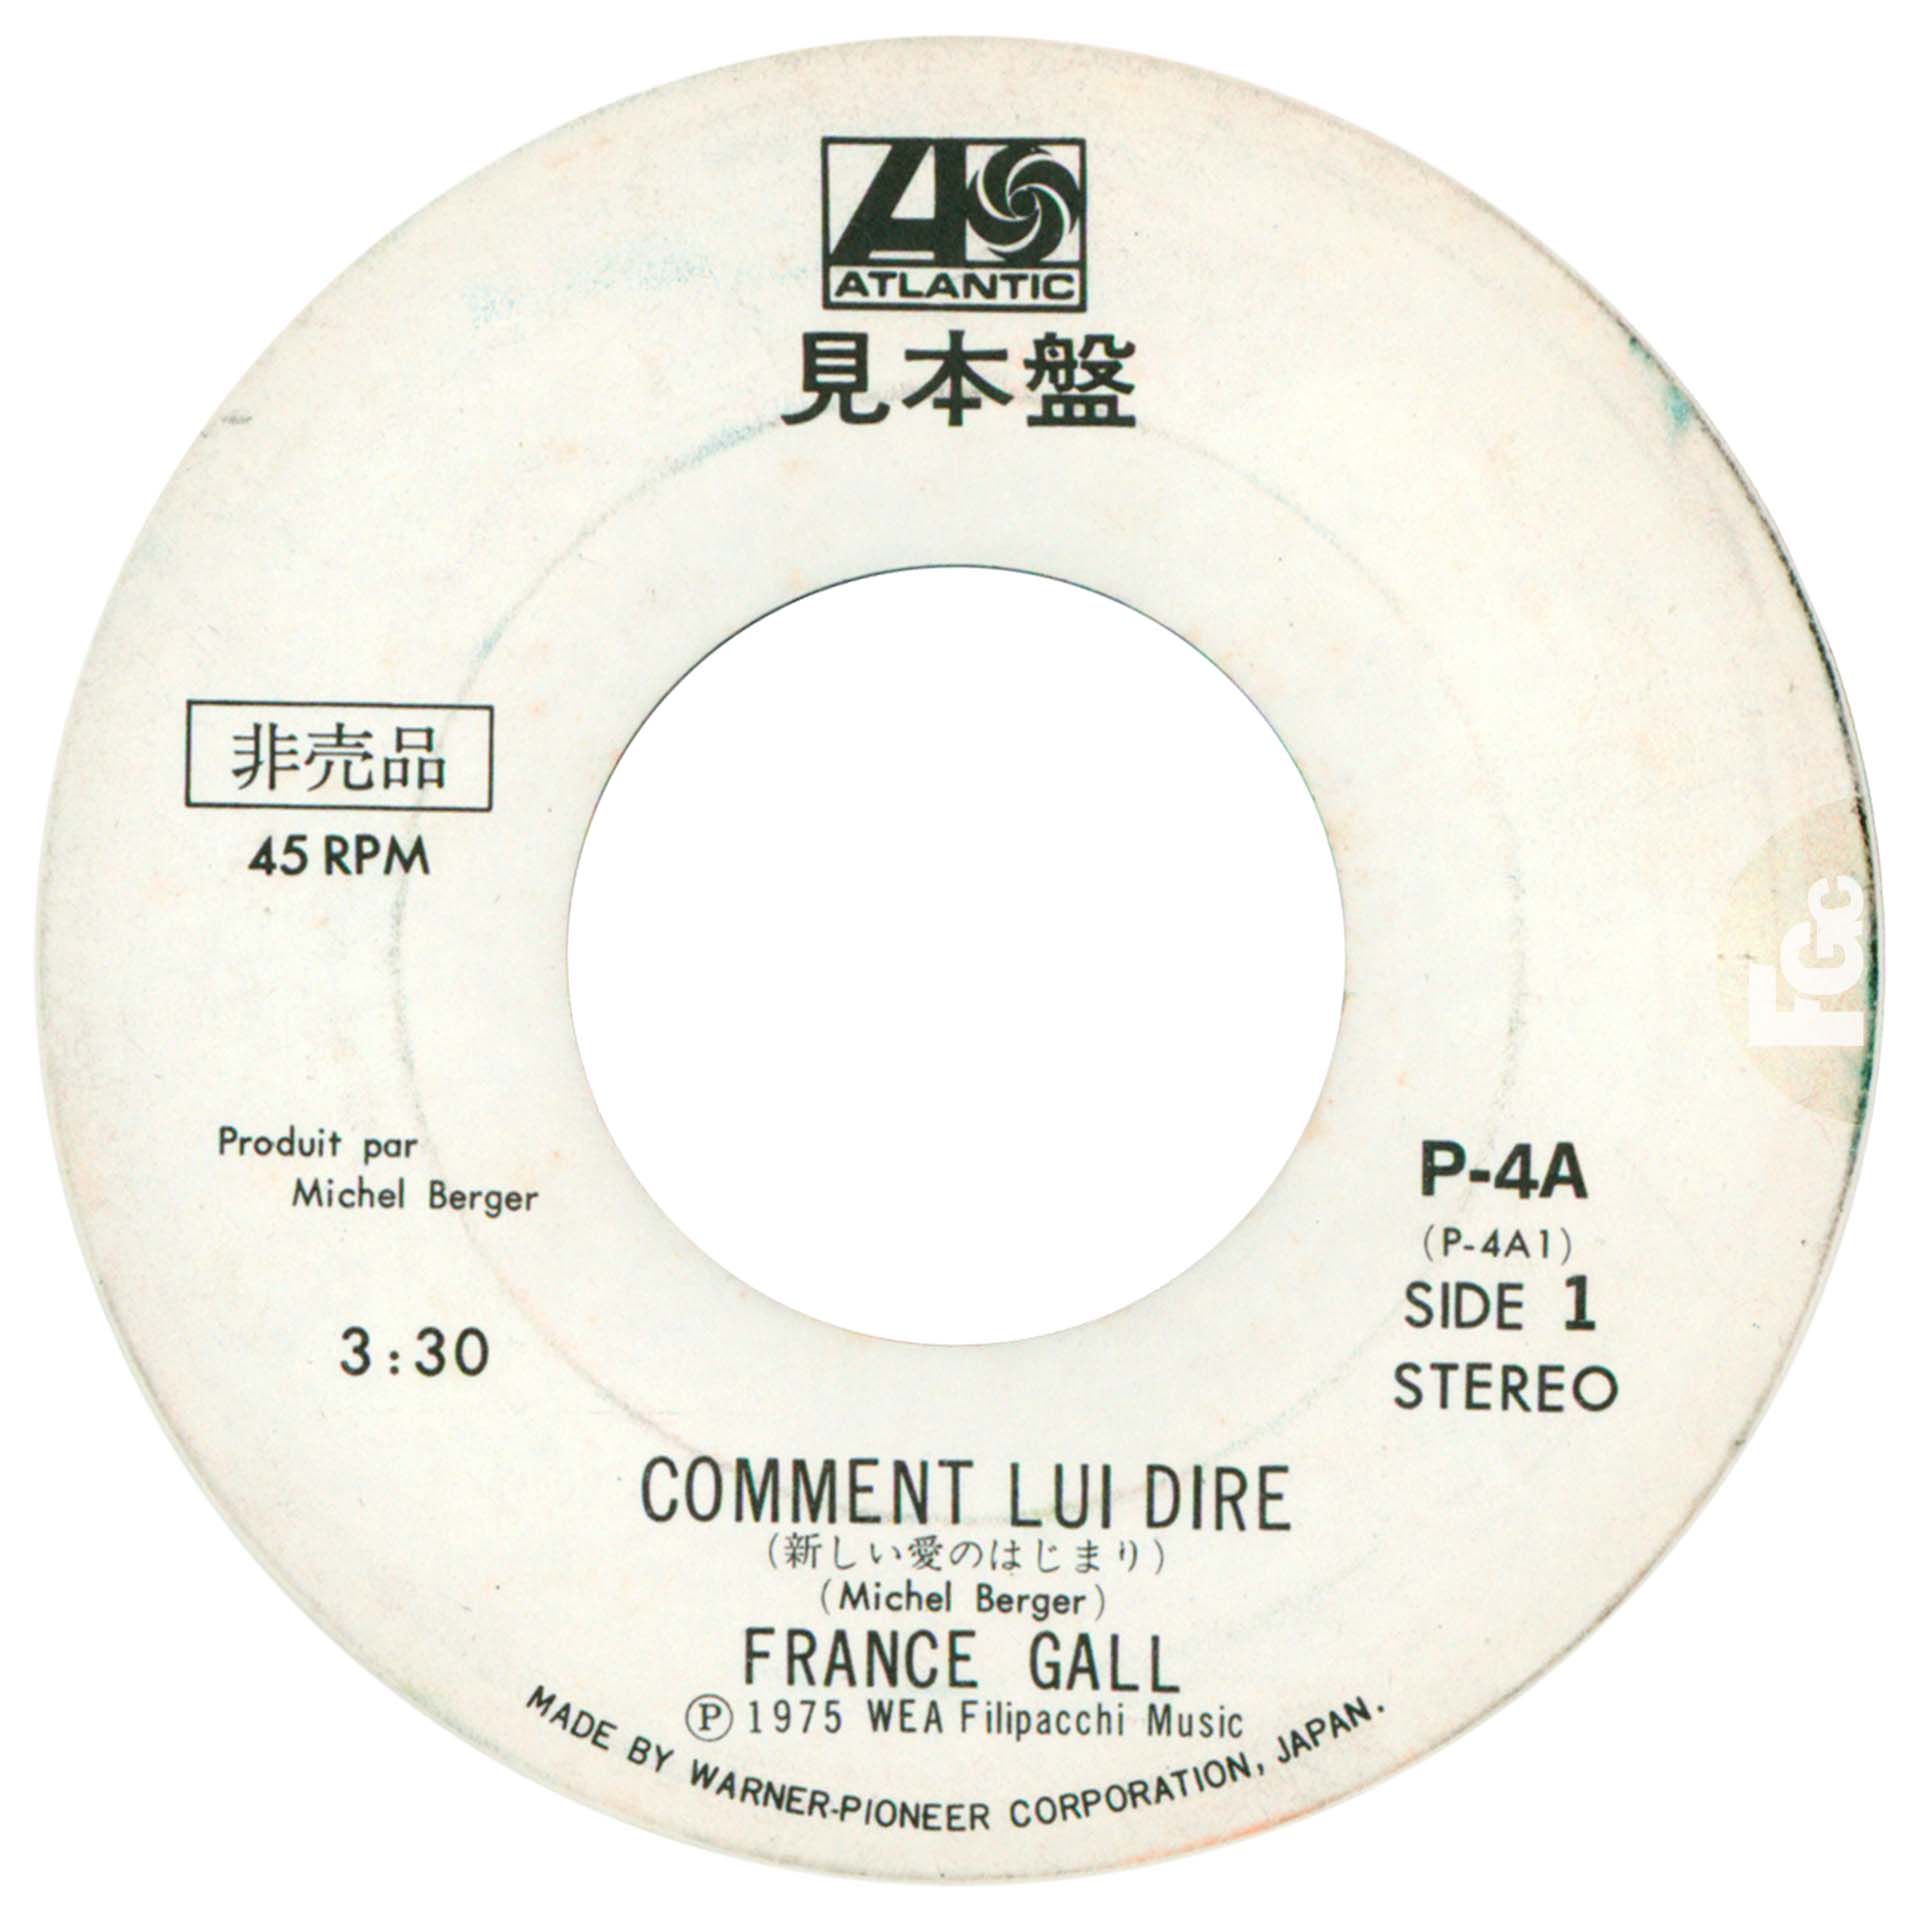 ATLANTIC
見本盤
非売品
45 RPM
Produit par
Michel Berger
3:30
P-4A
(P-4A1)
SIDE 1
STEREO
COMMENT LUI DIRE
(新しい愛のはじまり)
(Michel Berger)
FRANCE GALL
Ⓟ1975 WEA Filipacchi Music
MADE BY WARNER-PIONEER CORPORATION, JAPAN.
FGc